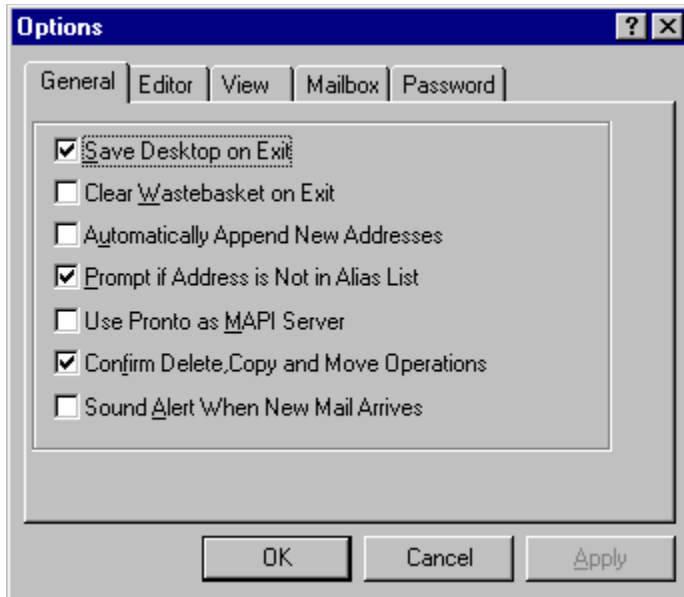 Options
General Editor View Mailbox Password
Save Desktop on Exit
Clear Wastebasket on Exit
Automatically Append New Addresses
Prompt if Address is Not in Alias List
Use Pronto as MAPI Server
Confirm Delete,Copy and Move Operations
Sound Alert When New Mail Arrives
OK Cancel Apply